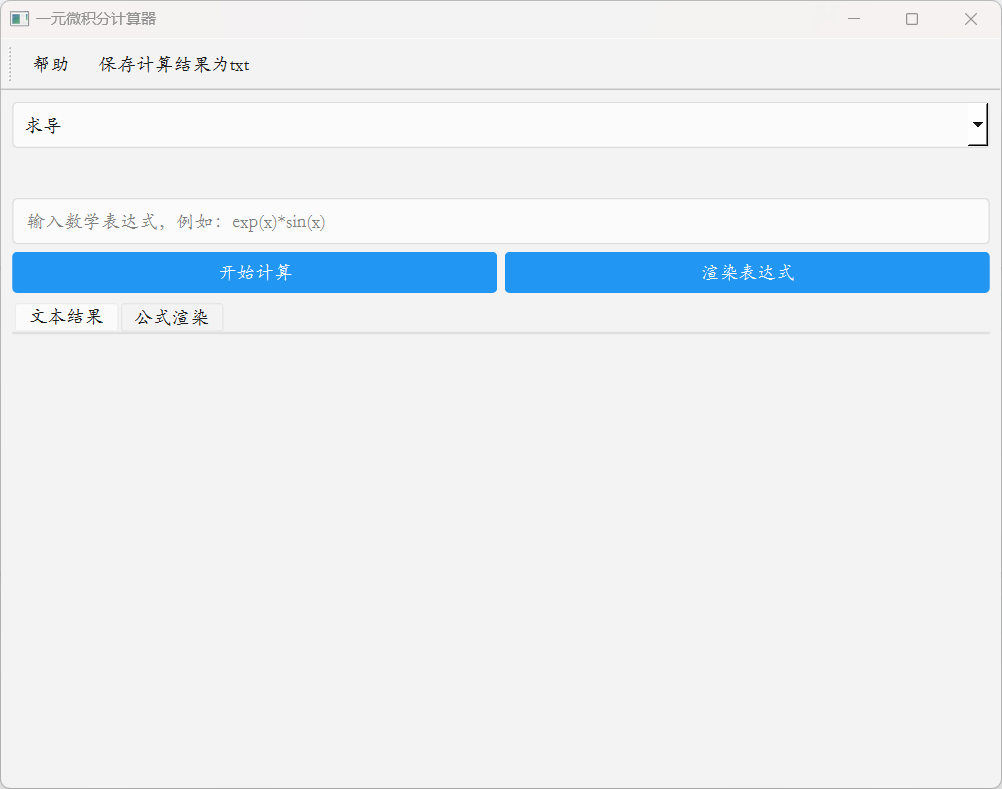 一元微积分计算器
帮助 保存计算结果为txt
求导
输入数学表达式，例如：exp(x)*sin(x)
开始计算 渲染表达式
文本结果 公式渲染